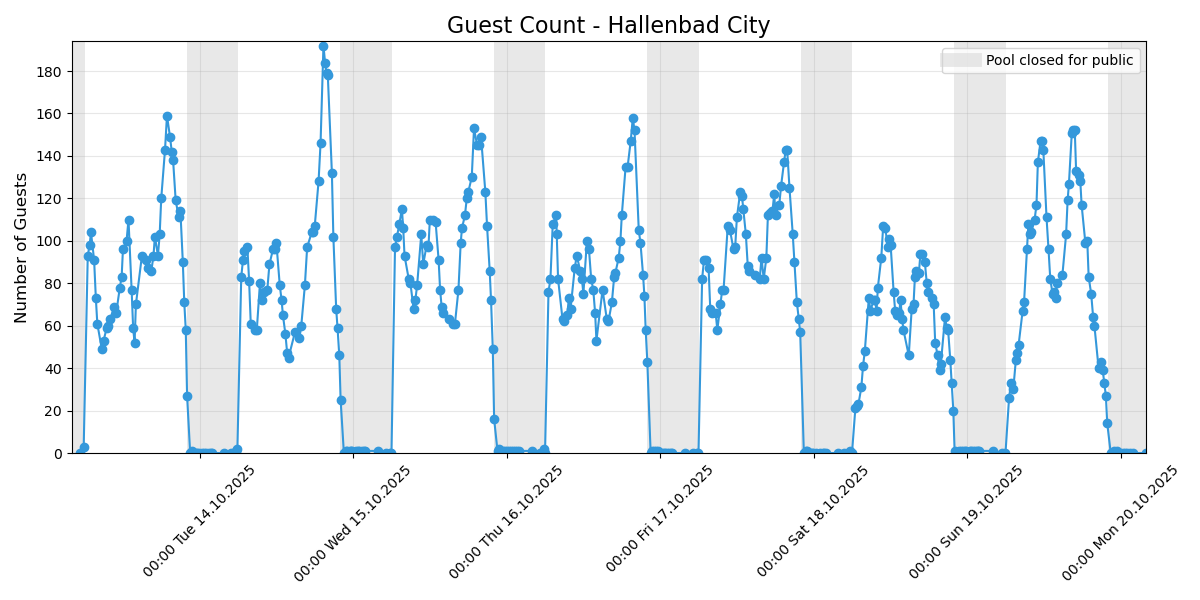 Guest Count - Hallenbad City
Pool closed for public
Number of Guests
180
160
140
120
100
80
60
40
20
0
00:00 Tue 14.10.2025
00:00 Wed 15.10.2025
00:00 Thu 16.10.2025
00:00 Fri 17.10.2025
00:00 Sat 18.10.2025
00:00 Sun 19.10.2025
00:00 Mon 20.10.2025